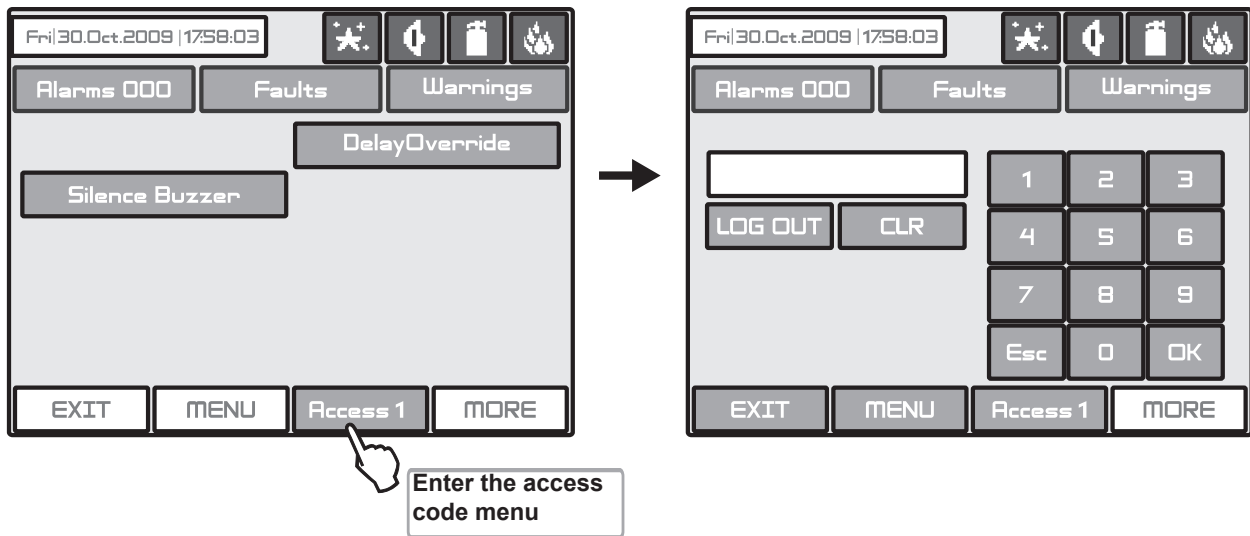 Fri|30.Oct.2009|17:58:03
Alarms 000 Faults Warnings
DelayOverride
Silence Buzzer
EXIT MENU Access 1 MORE
Enter the access
code menu
Fri|30.Oct.2009|17:58:03
Alarms 000 Faults Warnings
1 2 3
LOG OUT CLR
4 5 6
7 8 9
Esc 0 OK
EXIT MENU Access 1 MORE